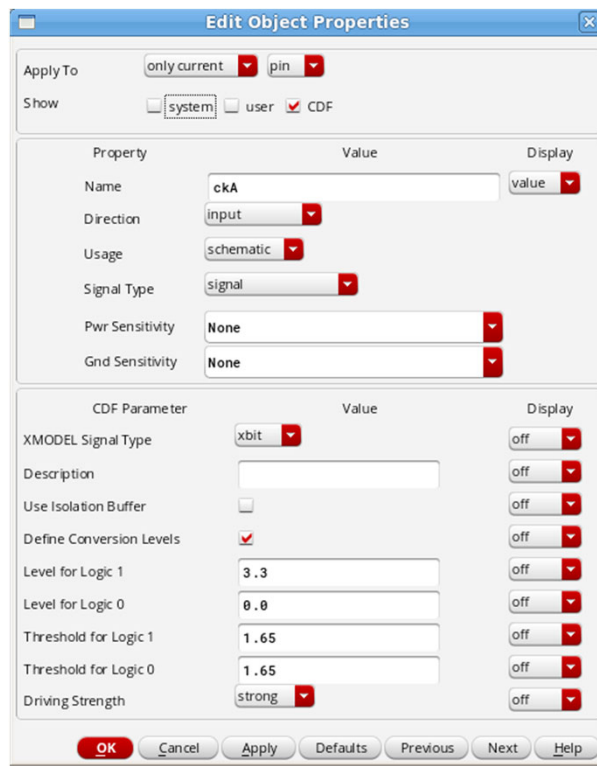 Edit Object Properties
Apply To only current pin
Show system user CDF
Property Value Display
Name ckA value
Direction input
Usage schematic
Signal Type signal
Pwr Sensitivity None
Gnd Sensitivity None
CDF Parameter Value Display
XMODEL Signal Type xbit off
Description off
Use Isolation Buffer off
Define Conversion Levels off
Level for Logic 1 3.3 off
Level for Logic 0 0.0 off
Threshold for Logic 1 1.65 off
Threshold for Logic 0 1.65 off
Driving Strength strong off
OK Cancel Apply Defaults Previous Next Help